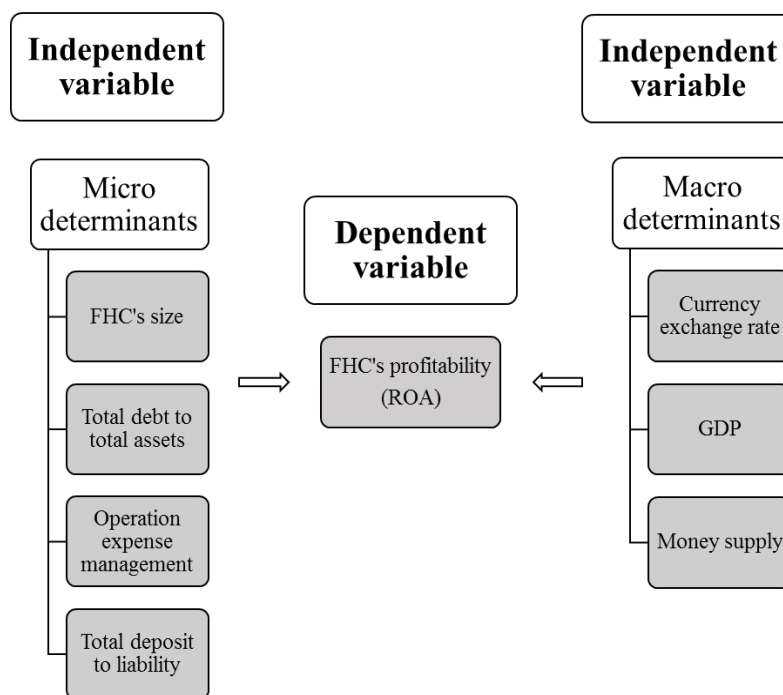 Independent
variable
Micro
determinants
FHC's size
Total debt to
total assets
Operation
expense
management
Total deposit
to liability
Dependent
variable
FHC's profitability
(ROA)
Independent
variable
Macro
determinants
Currency
exchange rate
GDP
Money supply